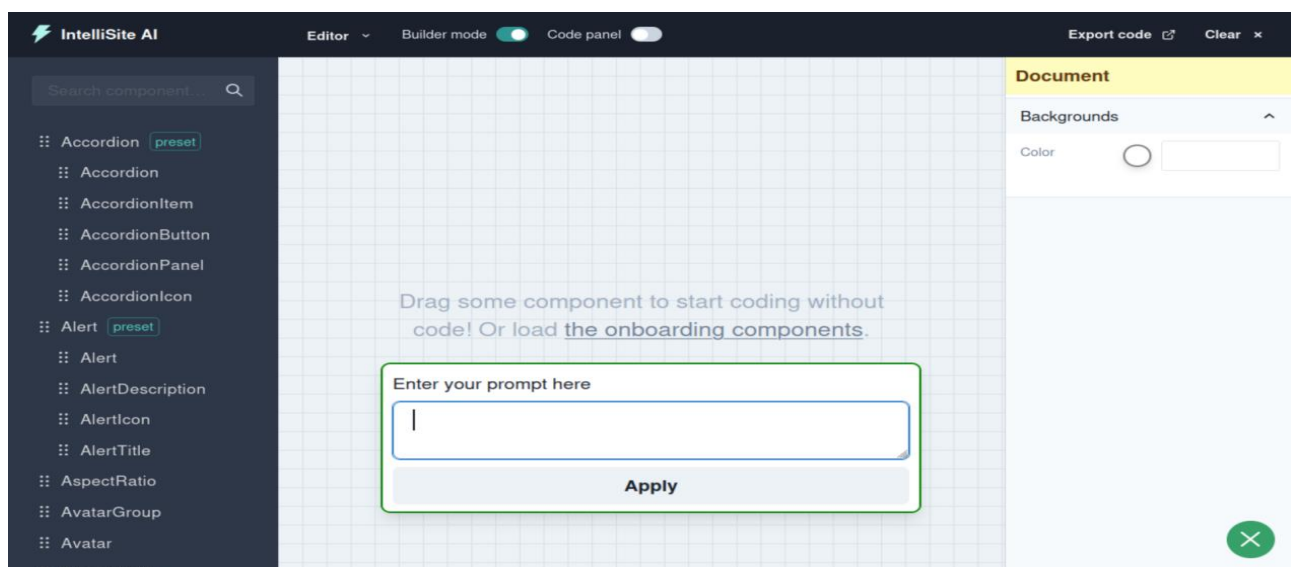 IntelliSite AI
Editor
Builder mode
Code panel
Export code
Clear ×
Search component...
Accordion preset
Accordion
AccordionItem
AccordionButton
AccordionPanel
AccordionIcon
Alert preset
Alert
AlertDescription
AlertIcon
AlertTitle
AspectRatio
AvatarGroup
Avatar
Drag some component to start coding without
code! Or load the onboarding components.
Enter your prompt here
Apply
Document
Backgrounds
Color